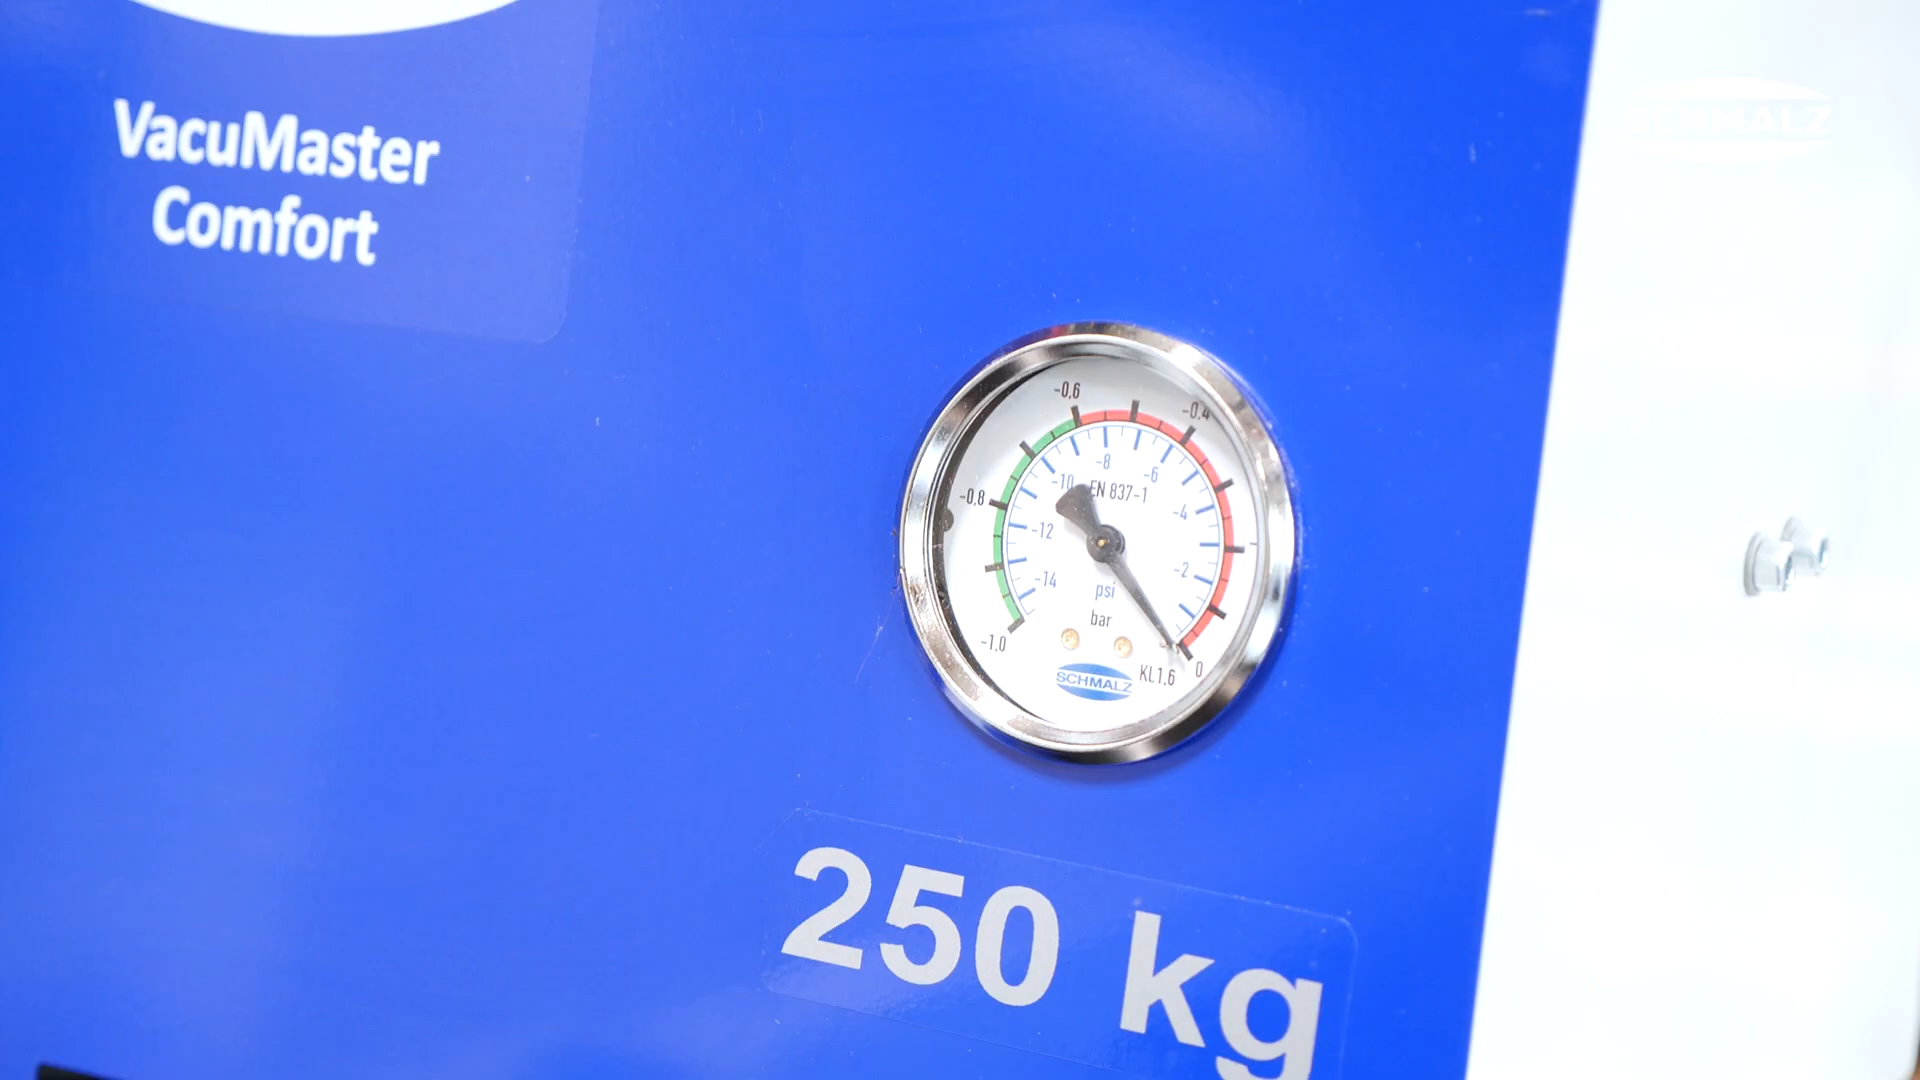 VacuMaster
Comfort
SCHMALZ
-0,6
-0,4
-8
-6
-10
EN 837-1
-0,8
-4
-12
-2
-14
psi
bar
-1,0
KL1,6
0
SCHMALZ
250 kg